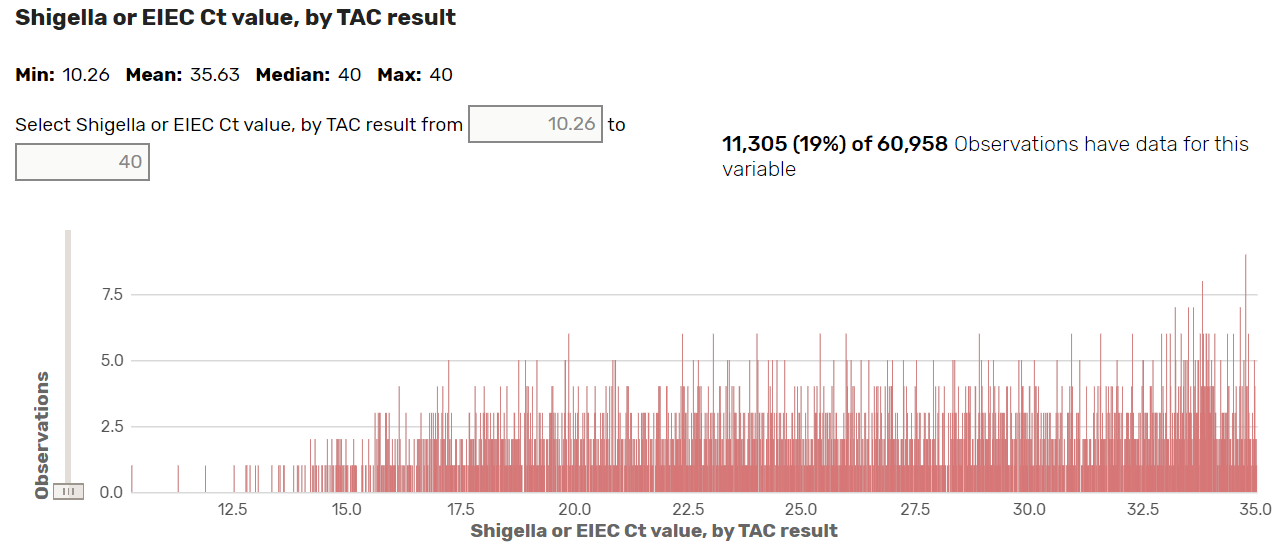 Shigella or EIEC Ct value, by TAC result
Min: 10.26 Mean: 35.63 Median: 40 Max: 40
Select Shigella or EIEC Ct value, by TAC result from 10.26 to
40
11,305 (19%) of 60,958 Observations have data for this
variable
Observations
7.5
5.0
2.5
0.0
12.5 15.0 17.5 20.0 22.5 25.0 27.5 30.0 32.5 35.0
Shigella or EIEC Ct value, by TAC result